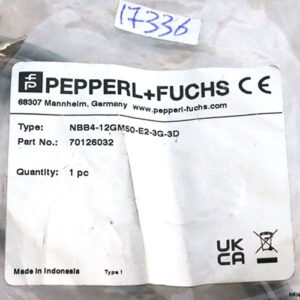 17336
PEPPERL+FUCHS CE
68307 Mannheim, Germany www.pepperl-fuchs.com
Type: NBB4-12GM50-E2-3G-3D
Part No.: 70126032
Quantity: 1 pc
UK
CA
Made in Indonesia Type 1